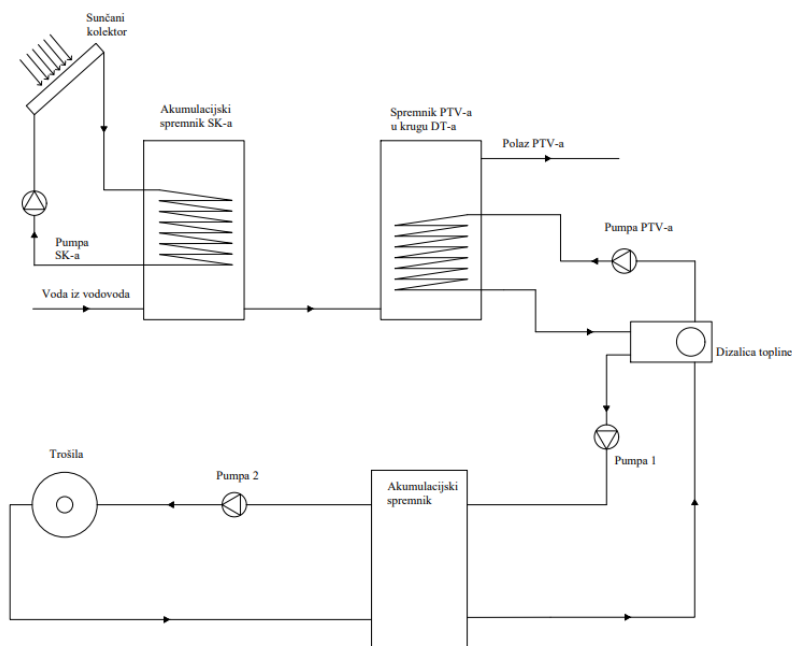 Sunčani
kolektor
Akumulacijski
spremnik SK-a
Spremnik PTV-a
u krugu DT-a
Polaz PTV-a
Pumpa PTV-a
Pumpa
SK-a
Voda iz vodovoda
Dizalica topline
Trošila
Pumpa 2
Akumulacijski
spremnik
Pumpa 1